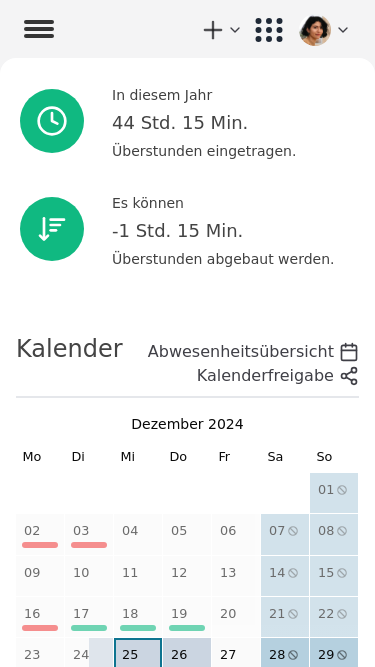 In diesem Jahr
44 Std. 15 Min.
Überstunden eingetragen.
Es können
-1 Std. 15 Min.
Überstunden abgebaut werden.
Kalender
Abwesenheitsübersicht
Kalenderfreigabe
Dezember 2024
Mo Di Mi Do Fr Sa So
01
02 03 04 05 06 07 08
09 10 11 12 13 14 15
16 17 18 19 20 21 22
23 24 25 26 27 28 29